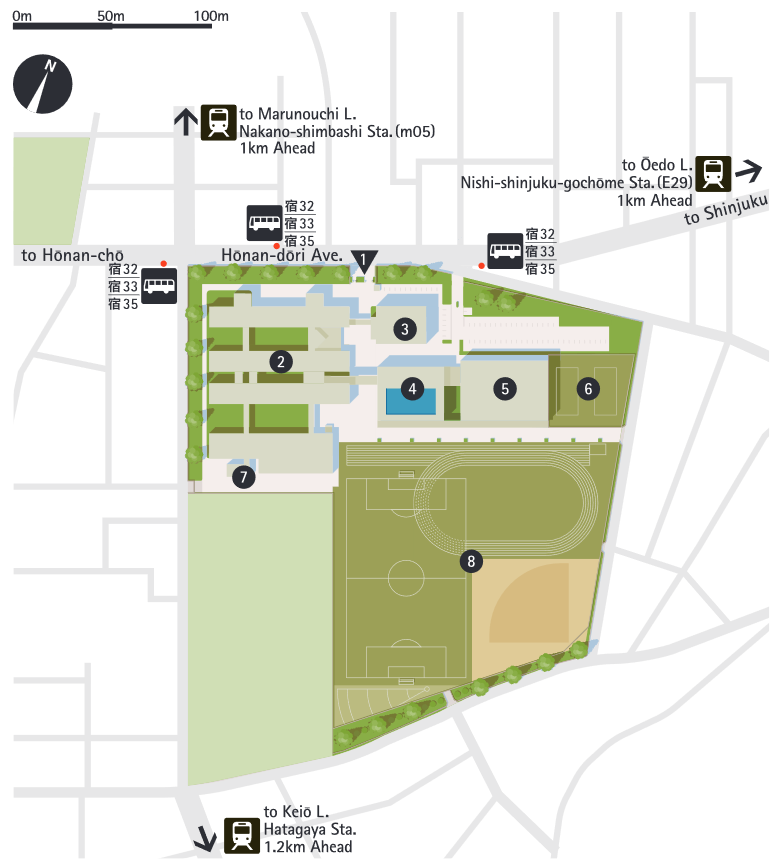 0m 50m 100m
N
to Marunouchi L.
Nakano-shimbashi Sta. (m05)
1km Ahead
to Ōedo L.
Nishi-shinjuku-gochōme Sta. (E29)
1km Ahead
to Shinjuku
宿32
宿33
宿35
宿32
宿33
宿35
to Hōnan-chō
Hōnan-dōri Ave.
1
宿32
宿33
宿35
3
2
4
5
6
7
8
to Keiō L.
Hatagaya Sta.
1.2km Ahead